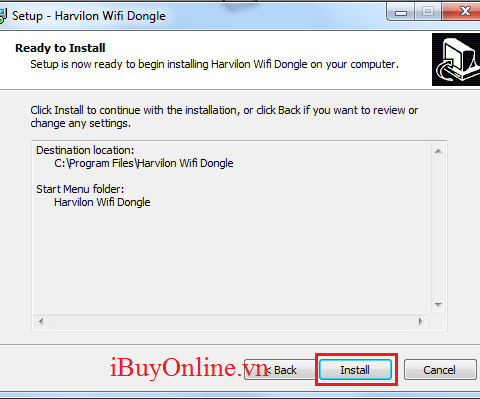 Setup - Harvilon Wifi Dongle
Ready to Install
Setup is now ready to begin installing Harvilon Wifi Dongle on your computer.
Click Install to continue with the installation, or click Back if you want to review or
change any settings.
Destination location:
C:\Program Files\Harvilon Wifi Dongle
Start Menu folder:
Harvilon Wifi Dongle
iBuyOnline.vn
< Back
Install
Cancel